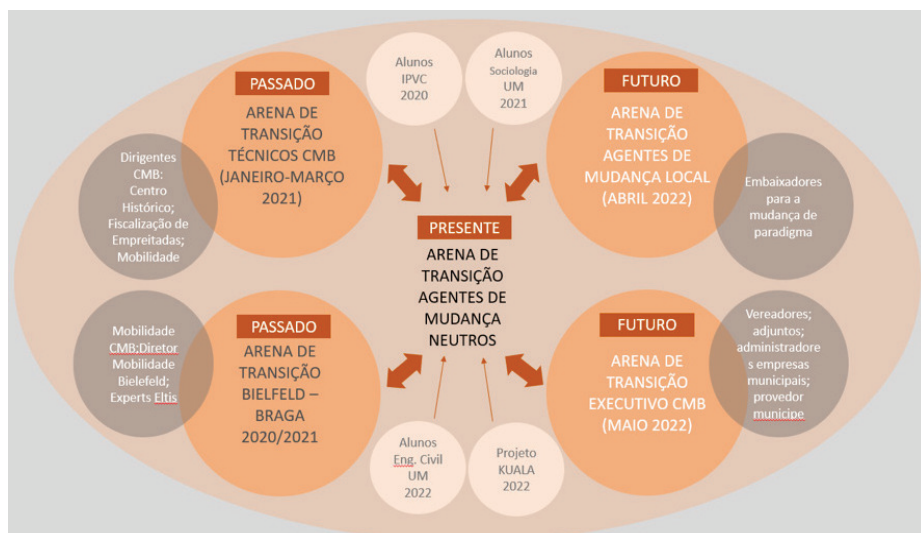 PASSADO
ARENA DE
TRANSIÇÃO
TÉCNICOS CMB
(JANEIRO-MARÇO
2021)
Dirigentes
CMB:
Centro
Histórico;
Fiscalização de
Empreitadas;
Mobilidade
Alunos
IPVC
2020
Alunos
Sociologia
UM
2021
FUTURO
ARENA DE
TRANSIÇÃO
AGENTES DE
MUDANÇA LOCAL
(ABRIL 2022)
Embaixadores
para a
mudança de
paradigma
PRESENTE
ARENA DE
TRANSIÇÃO
AGENTES DE
MUDANÇA
NEUTROS
Mobilidade
CMB;Diretor
Mobilidade
Bielefeld;
Experts Eltis
PASSADO
ARENA DE
TRANSIÇÃO
BIELFELD –
BRAGA
2020/2021
Alunos
Eng. Civil
UM
2022
Projeto
KUALA
2022
FUTURO
ARENA DE
TRANSIÇÃO
EXECUTIVO CMB
(MAIO 2022)
Vereadores;
adjuntos;
administradore
s empresas
municipais;
provedor
municipe